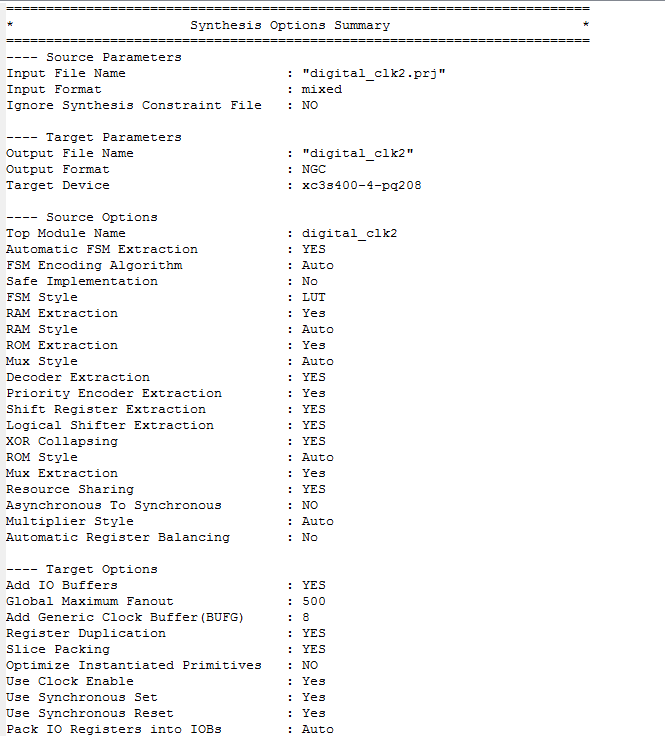 =========================================================================
*                      Synthesis Options Summary                        *
=========================================================================
---- Source Parameters
Input File Name                    : "digital_clk2.prj"
Input Format                       : mixed
Ignore Synthesis Constraint File   : NO

---- Target Parameters
Output File Name                   : "digital_clk2"
Output Format                      : NGC
Target Device                      : xc3s400-4-pq208

---- Source Options
Top Module Name                    : digital_clk2
Automatic FSM Extraction           : YES
FSM Encoding Algorithm             : Auto
Safe Implementation                : No
FSM Style                          : LUT
RAM Extraction                     : Yes
RAM Style                          : Auto
ROM Extraction                     : Yes
Mux Style                          : Auto
Decoder Extraction                 : YES
Priority Encoder Extraction        : Yes
Shift Register Extraction          : YES
Logical Shifter Extraction         : YES
XOR Collapsing                     : YES
ROM Style                          : Auto
Mux Extraction                     : Yes
Resource Sharing                   : YES
Asynchronous To Synchronous        : NO
Multiplier Style                   : Auto
Automatic Register Balancing       : No

---- Target Options
Add IO Buffers                     : YES
Global Maximum Fanout              : 500
Add Generic Clock Buffer(BUFG)     : 8
Register Duplication               : YES
Slice Packing                      : YES
Optimize Instantiated Primitives   : NO
Use Clock Enable                   : Yes
Use Synchronous Set                : Yes
Use Synchronous Reset              : Yes
Pack IO Registers into IOBs        : Auto